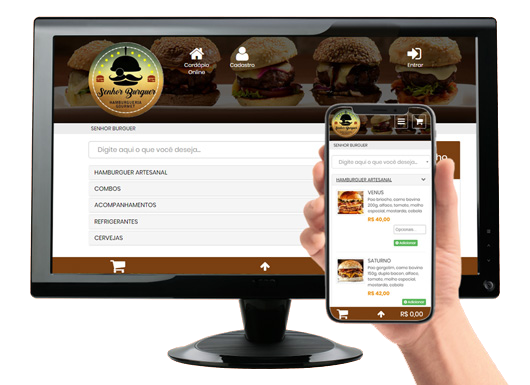 Senhor Burguer
HAMBURGUERIA
GOURMET
Cardápio
Online
Cadastro
Entrar
SENHOR BURGUER
Digite aqui o que você deseja...
HAMBURGUER ARTESANAL
COMBOS
ACOMPANHAMENTOS
REFRIGERANTES
CERVEJAS
Senhor Burguer
SENHOR BURGUER
Digite aqui o que você deseja...
HAMBURGUER ARTESANAL
VENUS
Pão brioche, carne bovina
200g, alface, tomate, molho
especial, mostarda, cebola
R$ 40,00
Adicionar
SATURNO
Pão gergelim, carne bovina
150g, duplo bacon, alface,
tomate, molho especial,
mostarda, cebola
R$ 42,00
Adicionar
R$ 0,00